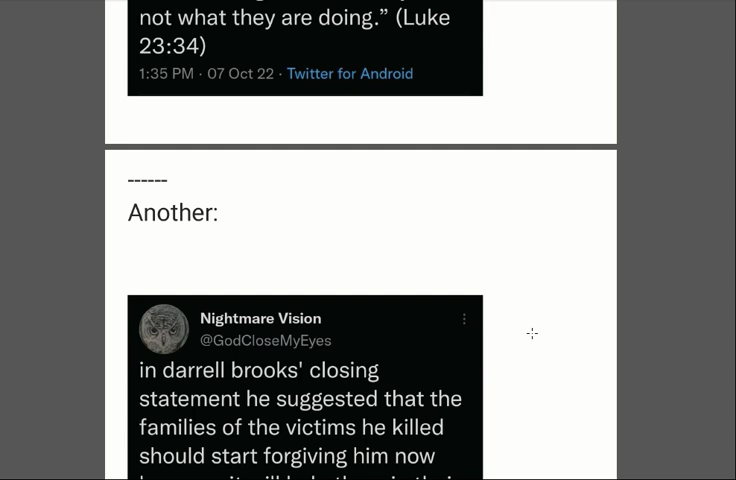 not what they are doing.” (Luke
23:34)
1:35 PM · 07 Oct 22 · Twitter for Android
------
Another:
Nightmare Vision
@GodCloseMyEyes
in darrell brooks' closing
statement he suggested that the
families of the victims he killed
should start forgiving him now